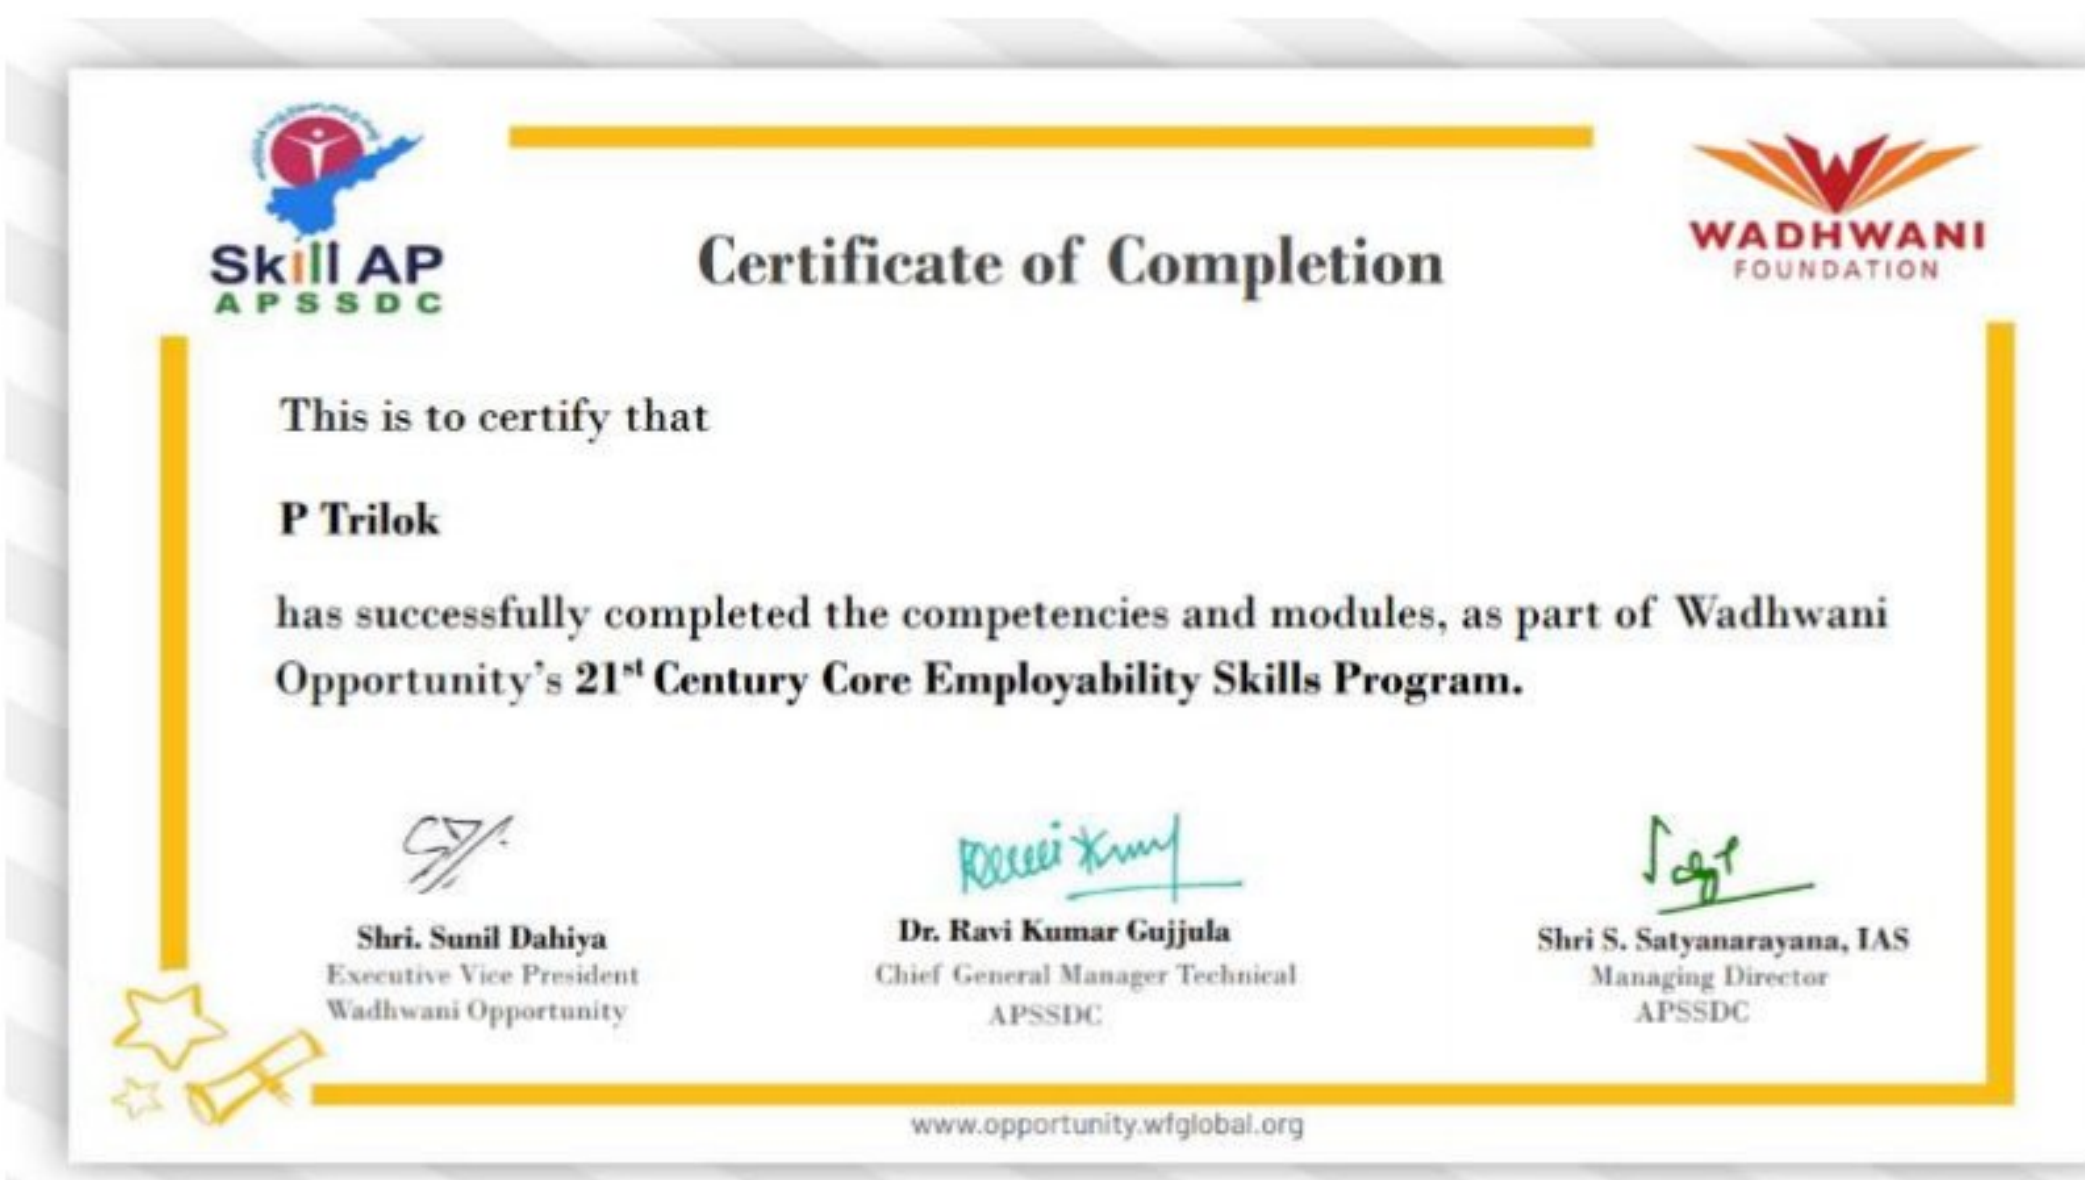 Skill AP
APSSDC
WADHWANI
FOUNDATION
Certificate of Completion
This is to certify that
P Trilok
has successfully completed the competencies and modules, as part of Wadhwani
Opportunity's 21st Century Core Employability Skills Program.
Shri. Sunil Dahiya
Executive Vice President
Wadhwani Opportunity
Dr. Ravi Kumar Gujjula
Chief General Manager Technical
APSSDC
Shri S. Satyanarayana, IAS
Managing Director
APSSDC
www.opportunity.wfglobal.org